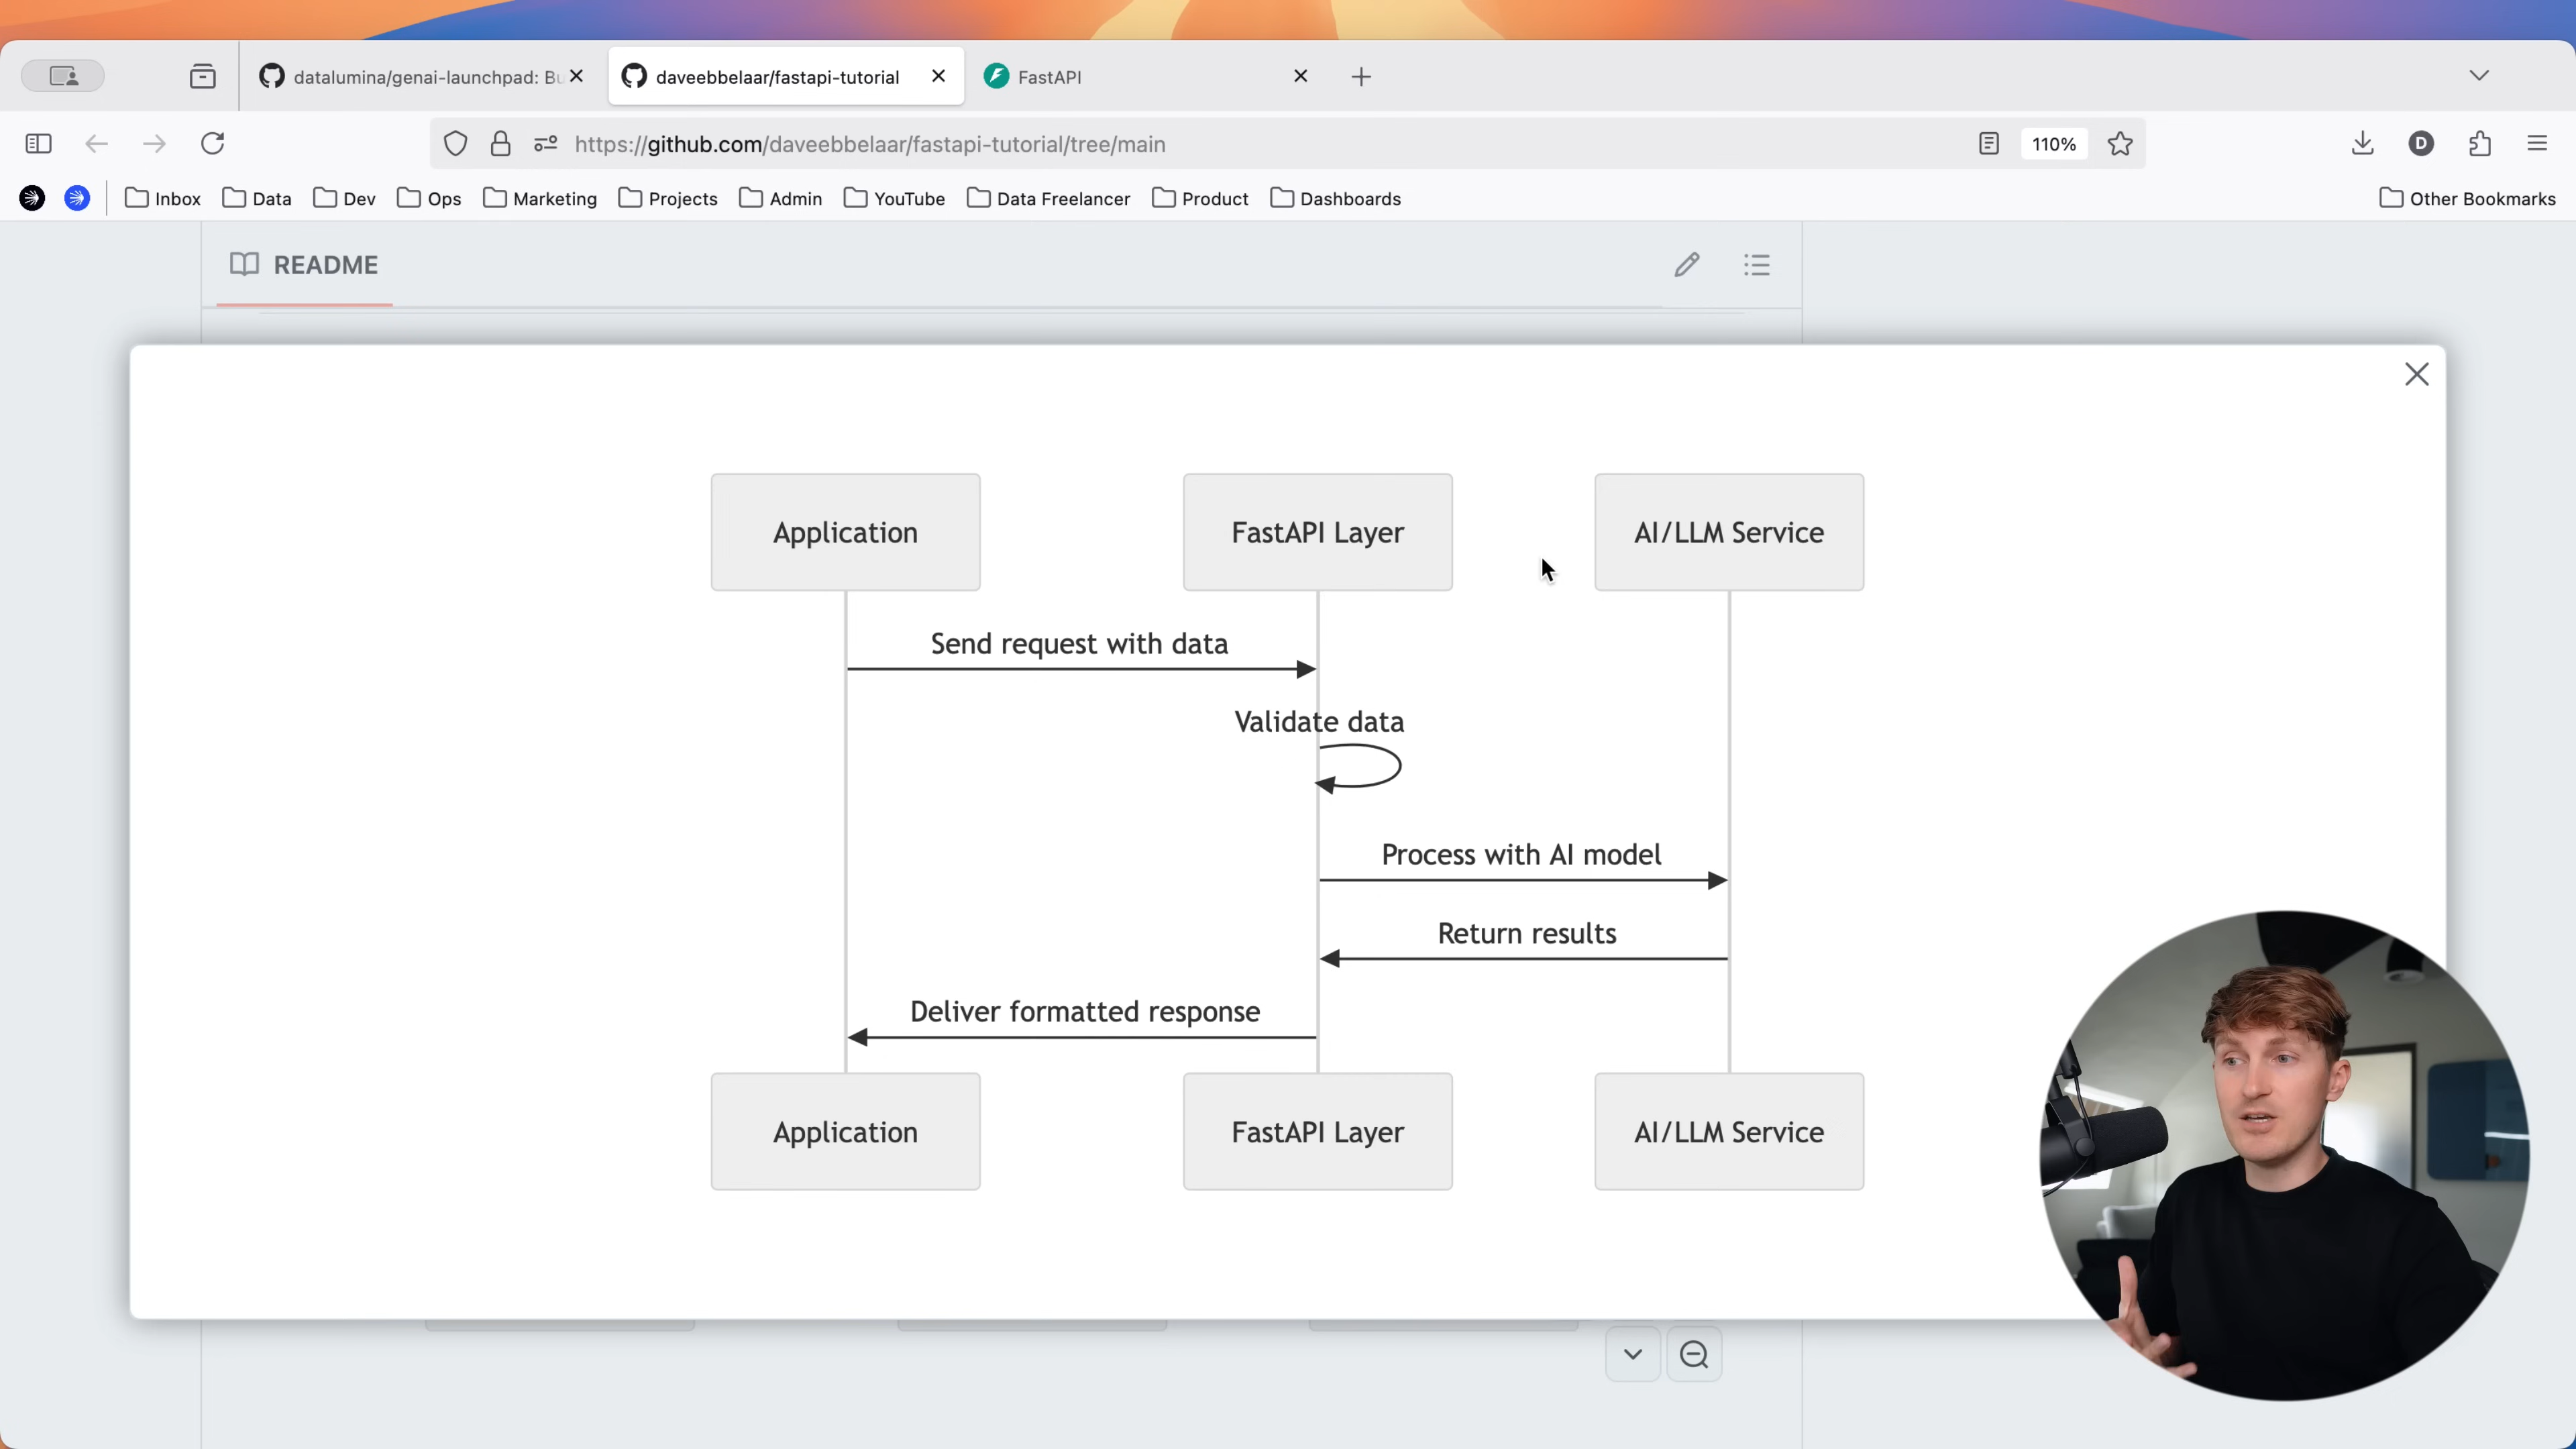 datalumina/genai-launchpad: Bu
daveebbelaar/fastapi-tutorial
FastAPI
https://github.com/daveebbelaar/fastapi-tutorial/tree/main
110%
D
Inbox
Data
Dev
Ops
Marketing
Projects
Admin
YouTube
Data Freelancer
Product
Dashboards
Other Bookmarks
README
Application
FastAPI Layer
AI/LLM Service
Send request with data
Validate data
Process with AI model
Return results
Deliver formatted response
Application
FastAPI Layer
AI/LLM Service